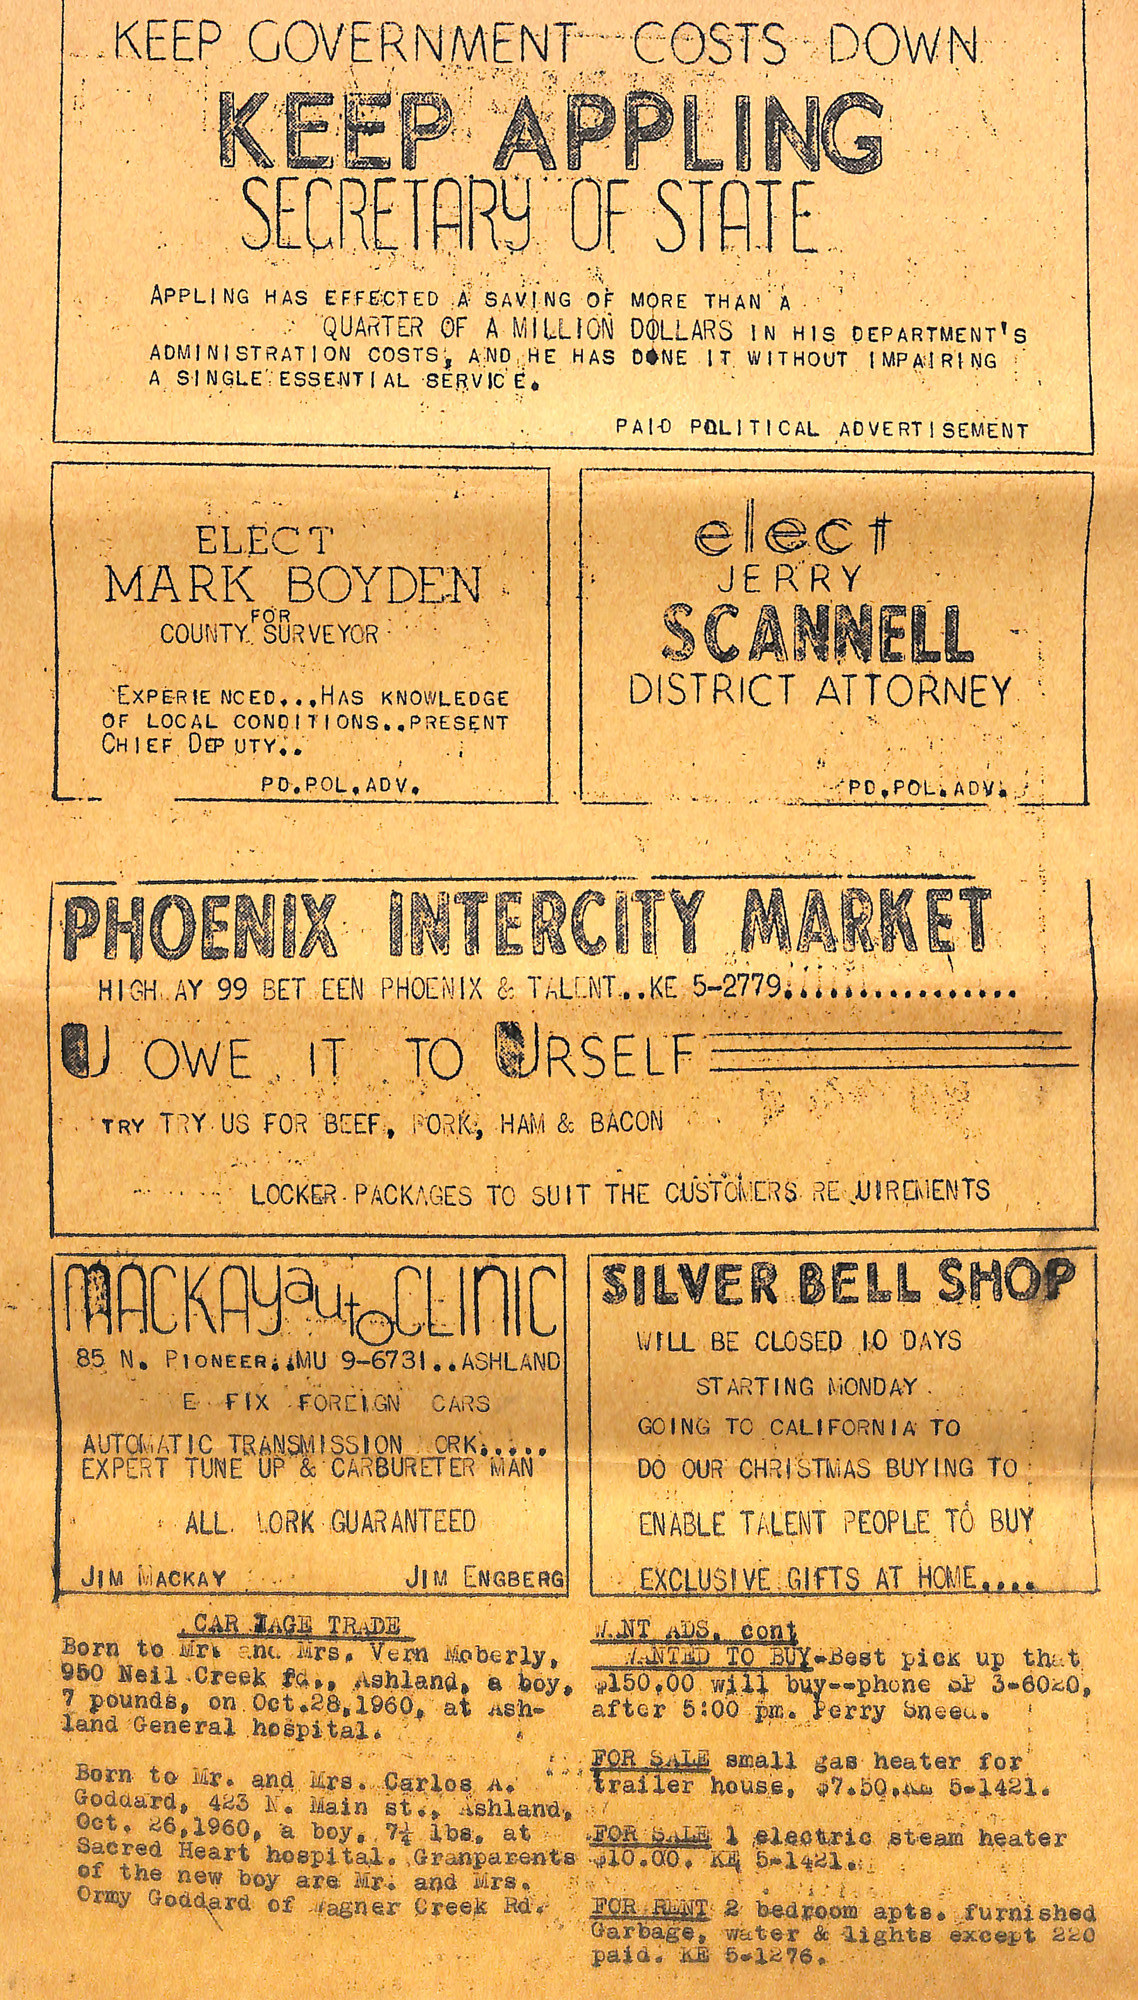 KEEP GOVERNMENT COSTS DOWN
KEEP APPLING
SECRETARY OF STATE
APPLING HAS EFFECTED A SAVING OF MORE THAN A
QUARTER OF A MILLION DOLLARS IN HIS DEPARTMENT'S
ADMINISTRATION COSTS, AND HE HAS DONE IT WITHOUT IMPAIRING
A SINGLE ESSENTIAL SERVICE.
PAID POLITICAL ADVERTISEMENT
ELECT
MARK BOYDEN
FOR
COUNTY SURVEYOR
EXPERIENCED...HAS KNOWLEDGE
OF LOCAL CONDITIONS..PRESENT
CHIEF DEPUTY..
PD.POL.ADV.
elect
JERRY
SCANNELL
DISTRICT ATTORNEY
PD.POL.ADV.
PHOENIX INTERCITY MARKET
HIGH AY 99 BET EEN PHOENIX & TALENT..KE 5-2779.................
U OWE IT TO URSELF
TRY TRY US FOR BEEF, PORK, HAM & BACON
LOCKER PACKAGES TO SUIT THE CUSTOMERS RE UIREMENTS
MACKAY auto CLINIC
85 N. PIONEER..MU 9-6731..ASHLAND
E FIX FOREIGN CARS
AUTOMATIC TRANSMISSION ORK.....
EXPERT TUNE UP & CARBURETER MAN
ALL WORK GUARANTEED
JIM MACKAY JIM ENGBERG
SILVER BELL SHOP
WILL BE CLOSED 10 DAYS
STARTING MONDAY
GOING TO CALIFORNIA TO
DO OUR CHRISTMAS BUYING TO
ENABLE TALENT PEOPLE TO BUY
EXCLUSIVE GIFTS AT HOME....
CAR IAGE TRADE
Born to Mr. and Mrs. Vern Moberly,
950 Neil Creek rd., Ashland, a boy,
7 pounds, on Oct.28,1960, at Ash-
land General hospital.
Born to Mr. and Mrs. Carlos A.
Goddard, 423 N. Main st., Ashland,
Oct. 26,1960, a boy, 7¼ lbs. at
Sacred Heart hospital. Granparents
of the new boy are Mr. and Mrs.
Ormy Goddard of Wagner Creek Rd.
WANT ADS, cont
WANTED TO BUY-Best pick up that
$150.00 will buy--phone SP 3-6020,
after 5:00 pm. Perry Sneed.
FOR SALE small gas heater for
trailer house, $7.50.KE 5-1421.
FOR SALE 1 electric steam heater
$10.00. KE 5-1421.
FOR RENT 2 bedroom apts. furnished
Garbage, water & lights except 220
paid. KE 5-1276.